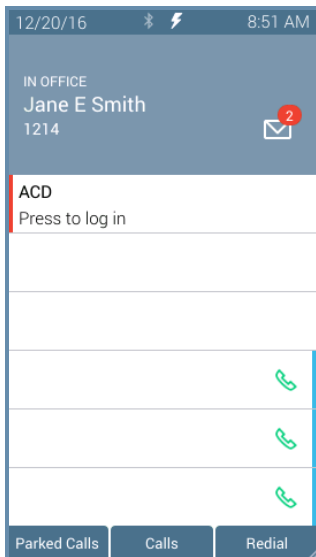 12/20/16 8:51 AM
IN OFFICE
Jane E Smith
1214
2
ACD
Press to log in
Parked Calls Calls Redial